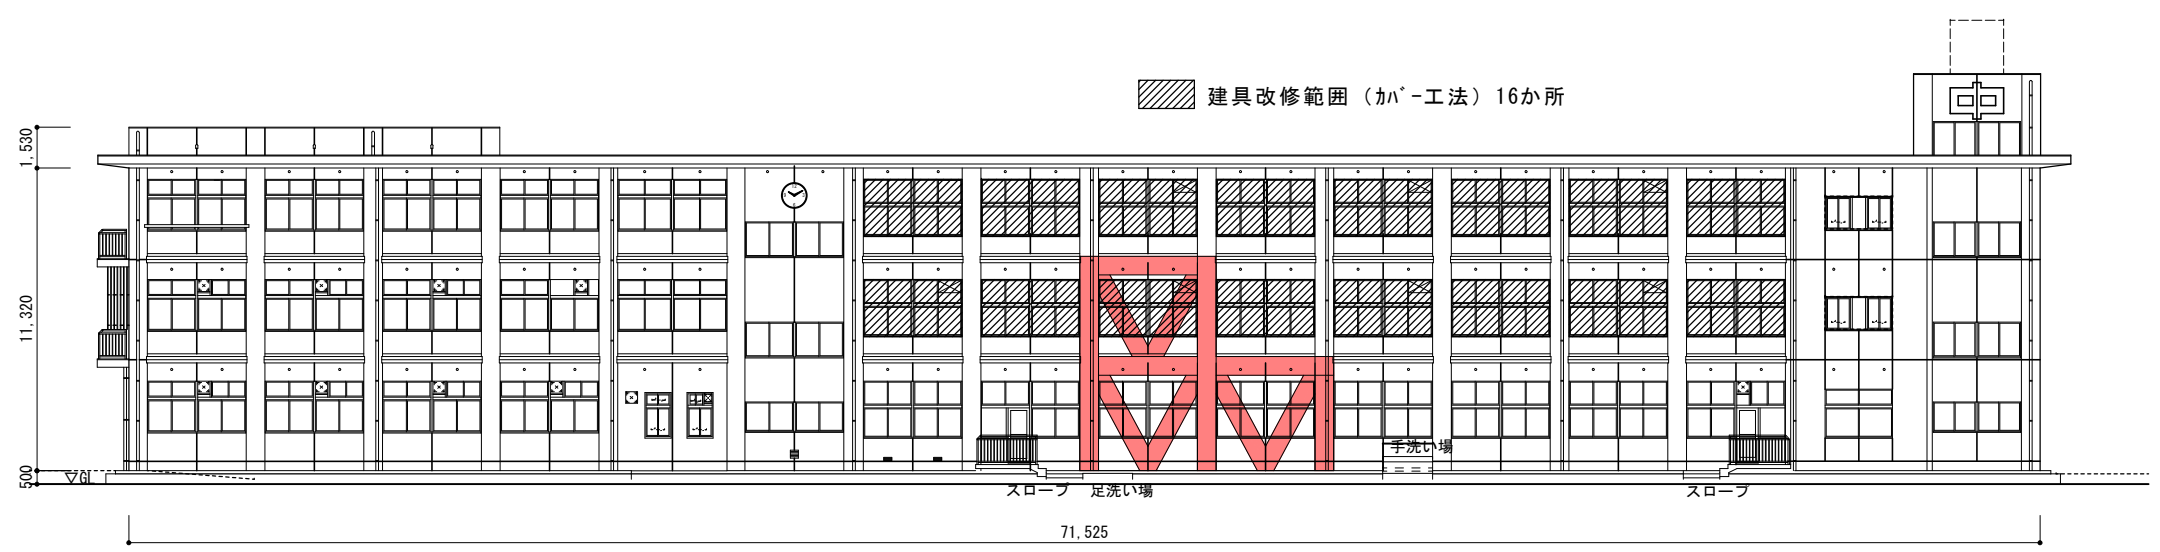 建具改修範囲（ｶﾊﾞｰ工法）16か所
1,530
11,320
500
▽GL
手洗い場
スロープ
足洗い場
スロープ
71,525